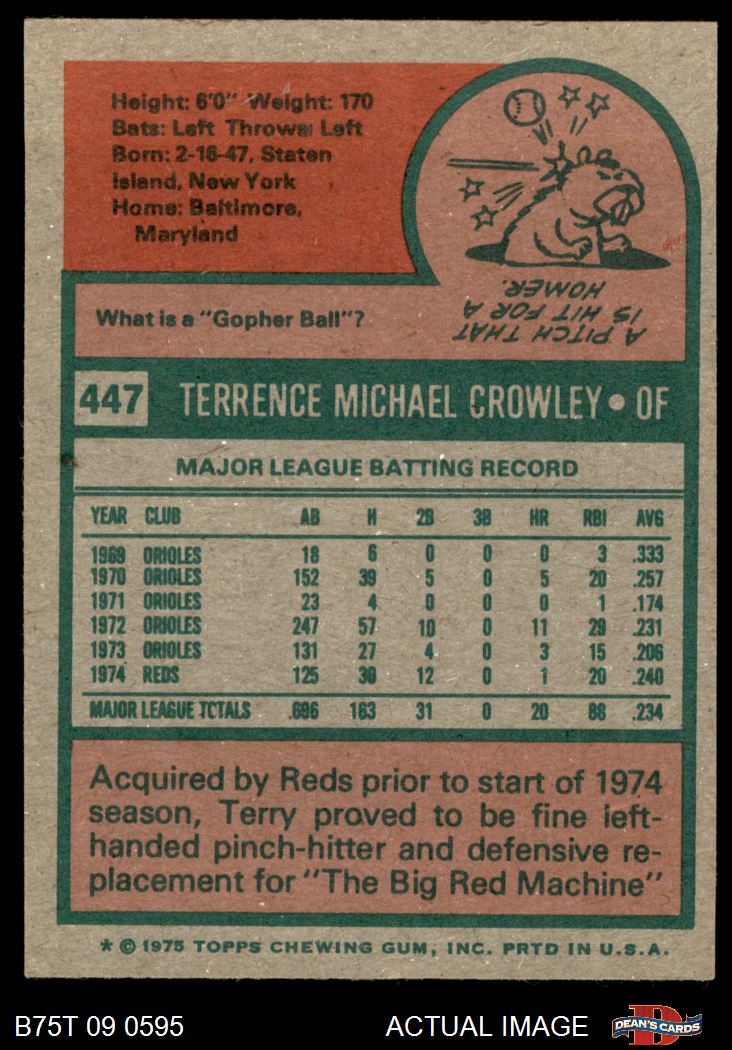 Height: 6'0" Weight: 170
Bats: Left Throws: Left
Born: 2-16-47, Staten
Island, New York
Home: Baltimore,
Maryland
What is a "Gopher Ball"?
A PITCH THAT
IS HIT FOR A
HOMER.
447 TERRENCE MICHAEL CROWLEY • OF
MAJOR LEAGUE BATTING RECORD
YEAR CLUB AB H 2B 3B HR RBI AVG
1969 ORIOLES 18 6 0 0 0 3 .333
1970 ORIOLES 152 39 5 0 5 20 .257
1971 ORIOLES 23 4 0 0 0 1 .174
1972 ORIOLES 247 57 10 0 11 29 .231
1973 ORIOLES 131 27 4 0 3 15 .206
1974 REDS 125 30 12 0 1 20 .240
MAJOR LEAGUE TOTALS 696 163 31 0 20 88 .234
Acquired by Reds prior to start of 1974
season, Terry proved to be fine left-
handed pinch-hitter and defensive re-
placement for "The Big Red Machine"
* © 1975 TOPPS CHEWING GUM, INC. PRTD IN U.S.A.
B75T 09 0595 ACTUAL IMAGE D DEAN'S CARDS